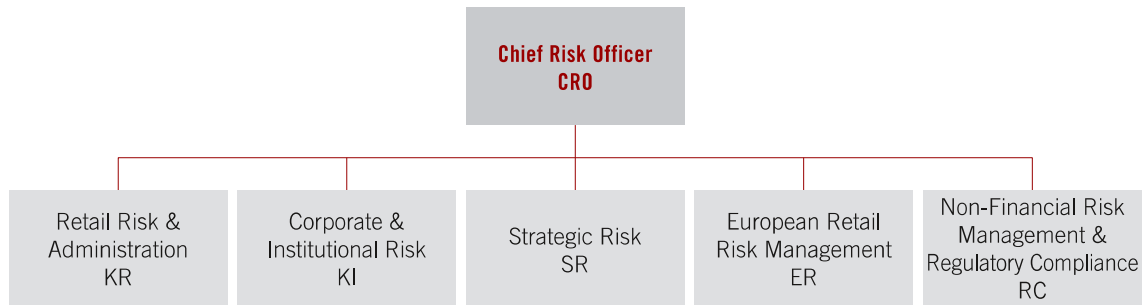 Chief Risk Officer
CRO
Retail Risk &
Administration
KR
Corporate &
Institutional Risk
KI
Strategic Risk
SR
European Retail
Risk Management
ER
Non-Financial Risk
Management &
Regulatory Compliance
RC